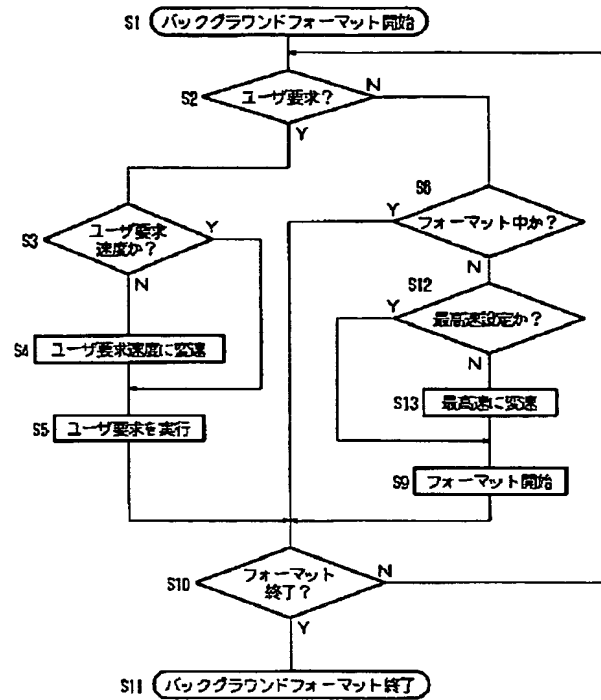 S1 バックグラウンドフォーマット開始
S2 ユーザ要求？ N
Y
S6
S3 ユーザ要求 Y
速度か？
Y フォーマット中か？
N
N
S12
Y 最高速設定か？
N
S4 ユーザ要求速度に変速
S13 最高速に変速
S5 ユーザ要求を実行
S9 フォーマット開始
S10 フォーマット N
終了？
Y
S11 バックグラウンドフォーマット終了